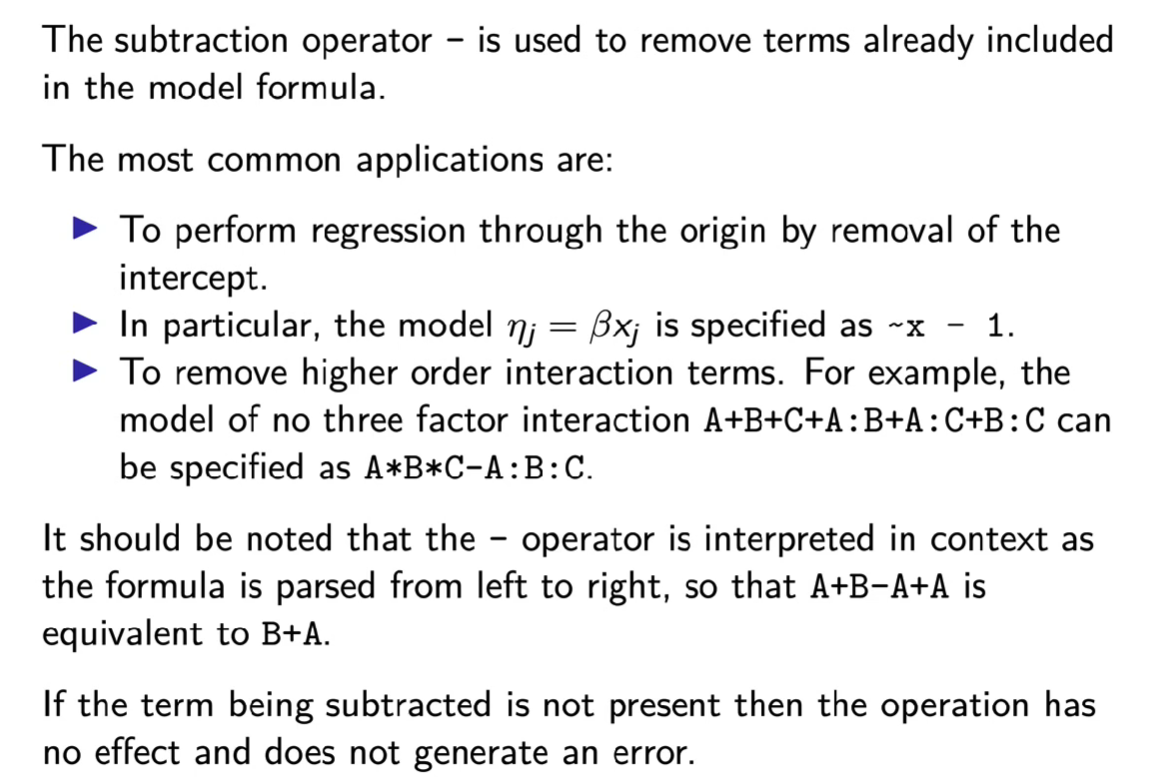 The subtraction operator − is used to remove terms already included
in the model formula.
The most common applications are:
▶ To perform regression through the origin by removal of the
intercept.
▶ In particular, the model ηj = βxj is specified as ~x - 1.
▶ To remove higher order interaction terms. For example, the
model of no three factor interaction A+B+C+A:B+A:C+B:C can
be specified as A*B*C-A:B:C.
It should be noted that the − operator is interpreted in context as
the formula is parsed from left to right, so that A+B-A+A is
equivalent to B+A.
If the term being subtracted is not present then the operation has
no effect and does not generate an error.